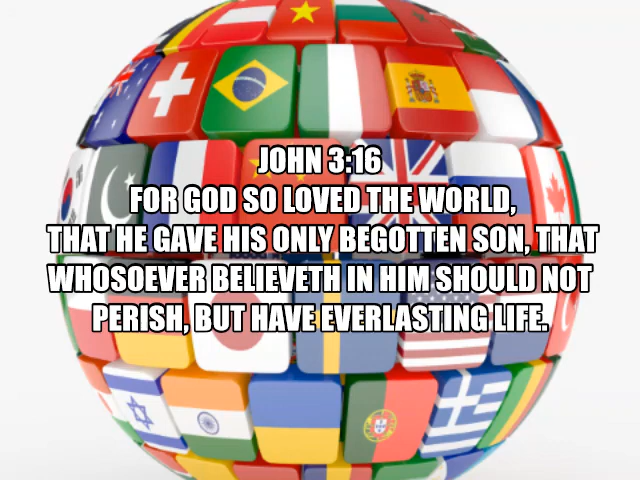 JOHN 3:16
FOR GOD SO LOVED THE WORLD,
THAT HE GAVE HIS ONLY BEGOTTEN SON, THAT
WHOSOEVER BELIEVETH IN HIM SHOULD NOT
PERISH, BUT HAVE EVERLASTING LIFE.